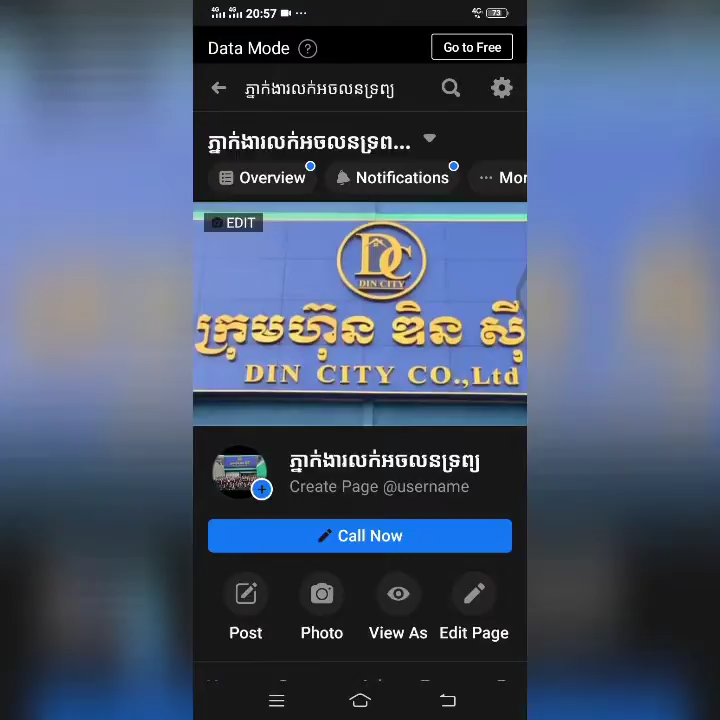 4G 4G 20:57 ... 4G 73
Data Mode ? Go to Free
ភ្នាក់ងារលក់អចលនទ្រព្យ
ភ្នាក់ងារលក់អចលនទ្រព...
Overview Notifications ... Mor
EDIT
DC
DIN CITY
ក្រុមហ៊ុន ឌិន ស៊ី
DIN CITY CO.,Ltd
ភ្នាក់ងារលក់អចលនទ្រព្យ
Create Page @username
Call Now
Post Photo View As Edit Page